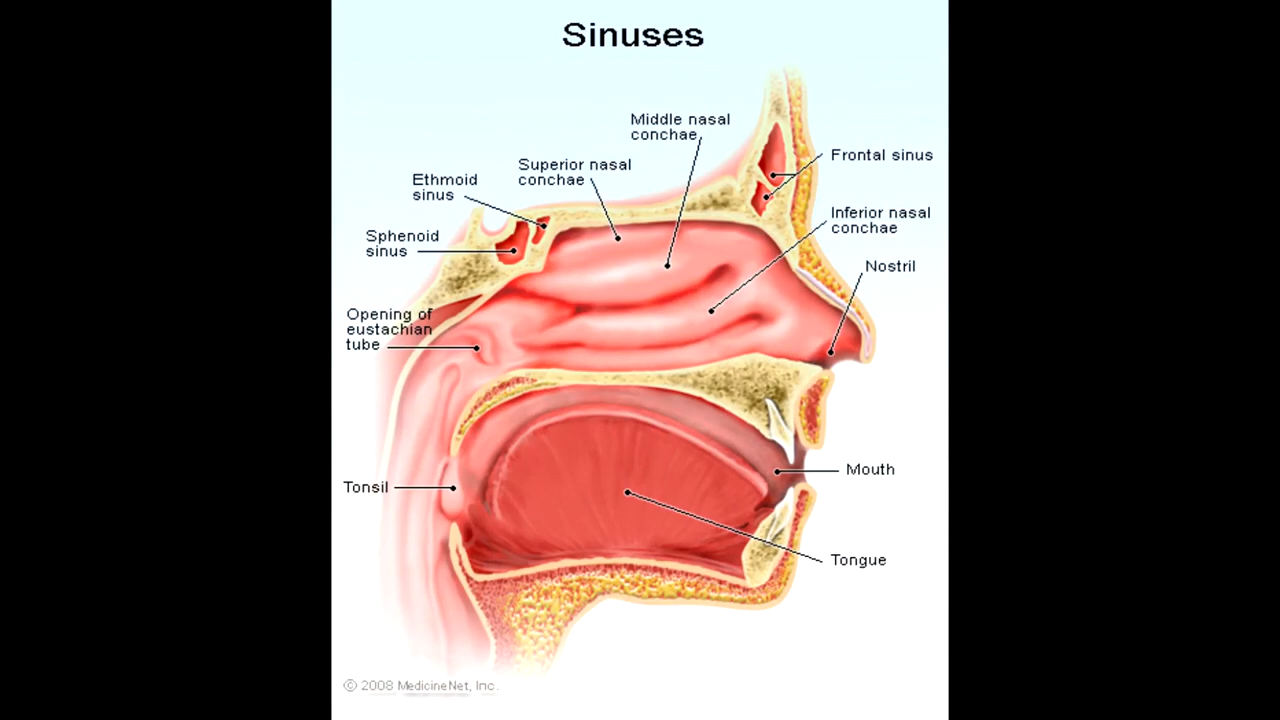 Sinuses
Middle nasal
conchae
Frontal sinus
Superior nasal
conchae
Ethmoid
sinus
Inferior nasal
conchae
Sphenoid
sinus
Nostril
Opening of
eustachian
tube
Mouth
Tonsil
Tongue
© 2008 MedicineNet, Inc.